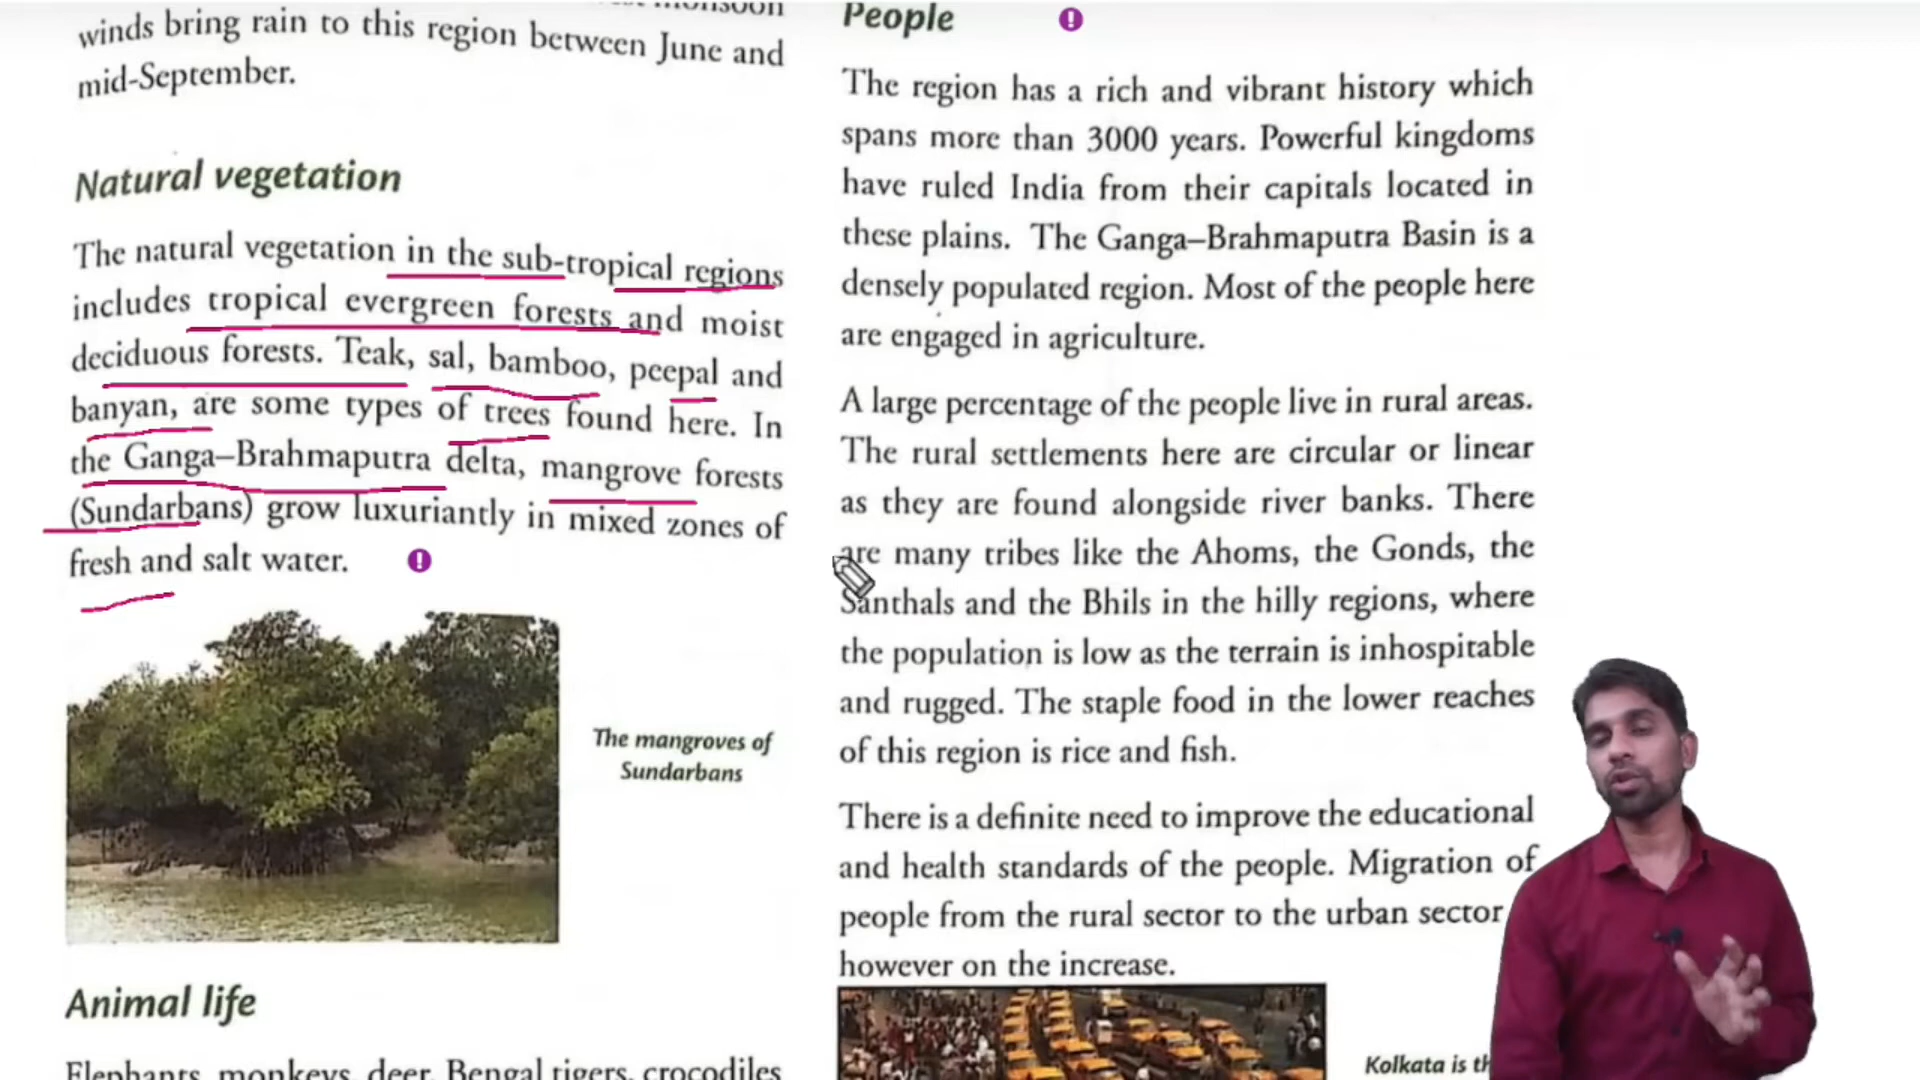 monsoon
winds bring rain to this region between June and
mid-September.
Natural vegetation
The natural vegetation in the sub-tropical regions
includes tropical evergreen forests and moist
deciduous forests. Teak, sal, bamboo, peepal and
banyan, are some types of trees found here. In
the Ganga–Brahmaputra delta, mangrove forests
(Sundarbans) grow luxuriantly in mixed zones of
fresh and salt water.
The mangroves of
Sundarbans
Animal life
Elephants, monkeys, deer, Bengal tigers, crocodiles
People
The region has a rich and vibrant history which
spans more than 3000 years. Powerful kingdoms
have ruled India from their capitals located in
these plains. The Ganga–Brahmaputra Basin is a
densely populated region. Most of the people here
are engaged in agriculture.
A large percentage of the people live in rural areas.
The rural settlements here are circular or linear
as they are found alongside river banks. There
are many tribes like the Ahoms, the Gonds, the
Santhals and the Bhils in the hilly regions, where
the population is low as the terrain is inhospitable
and rugged. The staple food in the lower reaches
of this region is rice and fish.
There is a definite need to improve the educational
and health standards of the people. Migration of
people from the rural sector to the urban sector
however on the increase.
Kolkata is